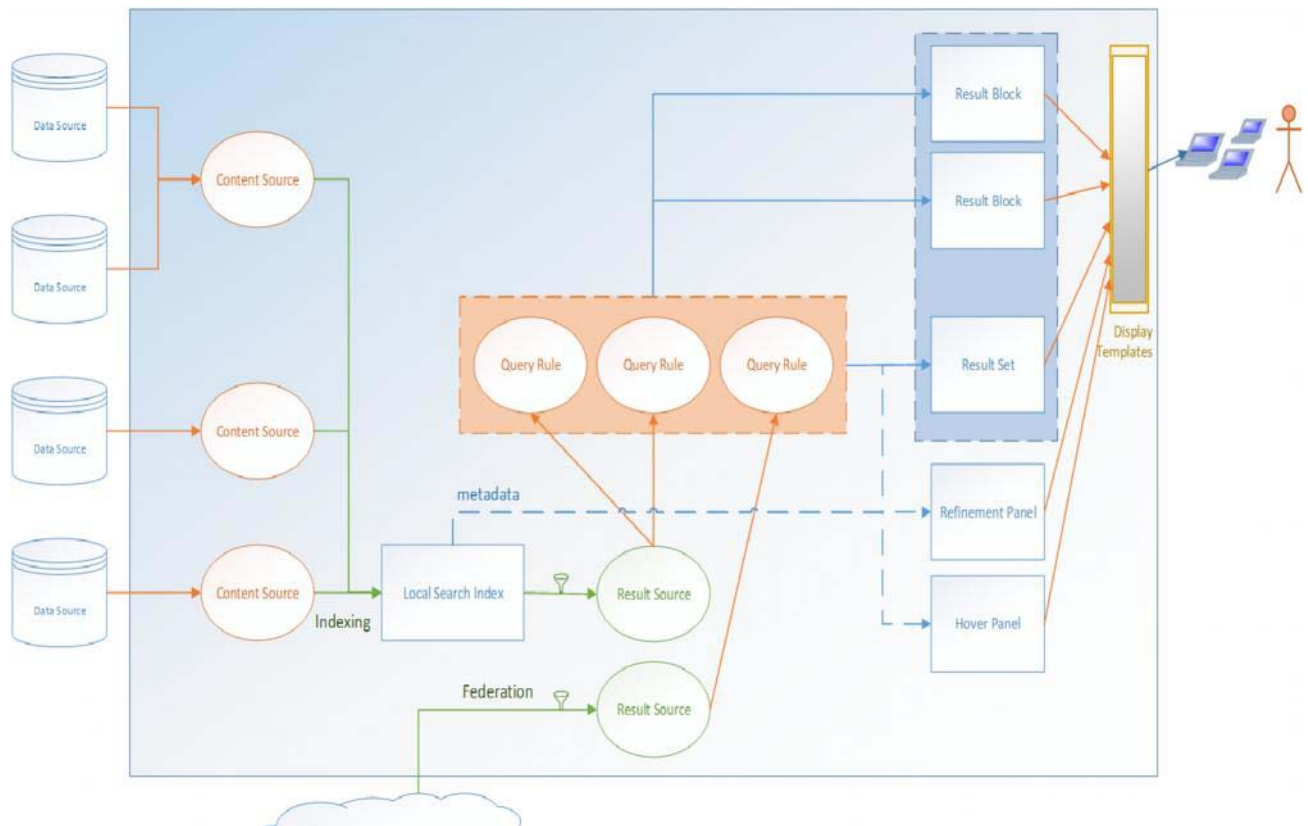 Data Source
Data Source
Data Source
Data Source
Content Source
Content Source
Content Source
Indexing
Local Search Index
metadata
Federation
Result Source
Result Source
Query Rule
Query Rule
Query Rule
Result Block
Result Block
Result Set
Refinement Panel
Hover Panel
Display
Templates